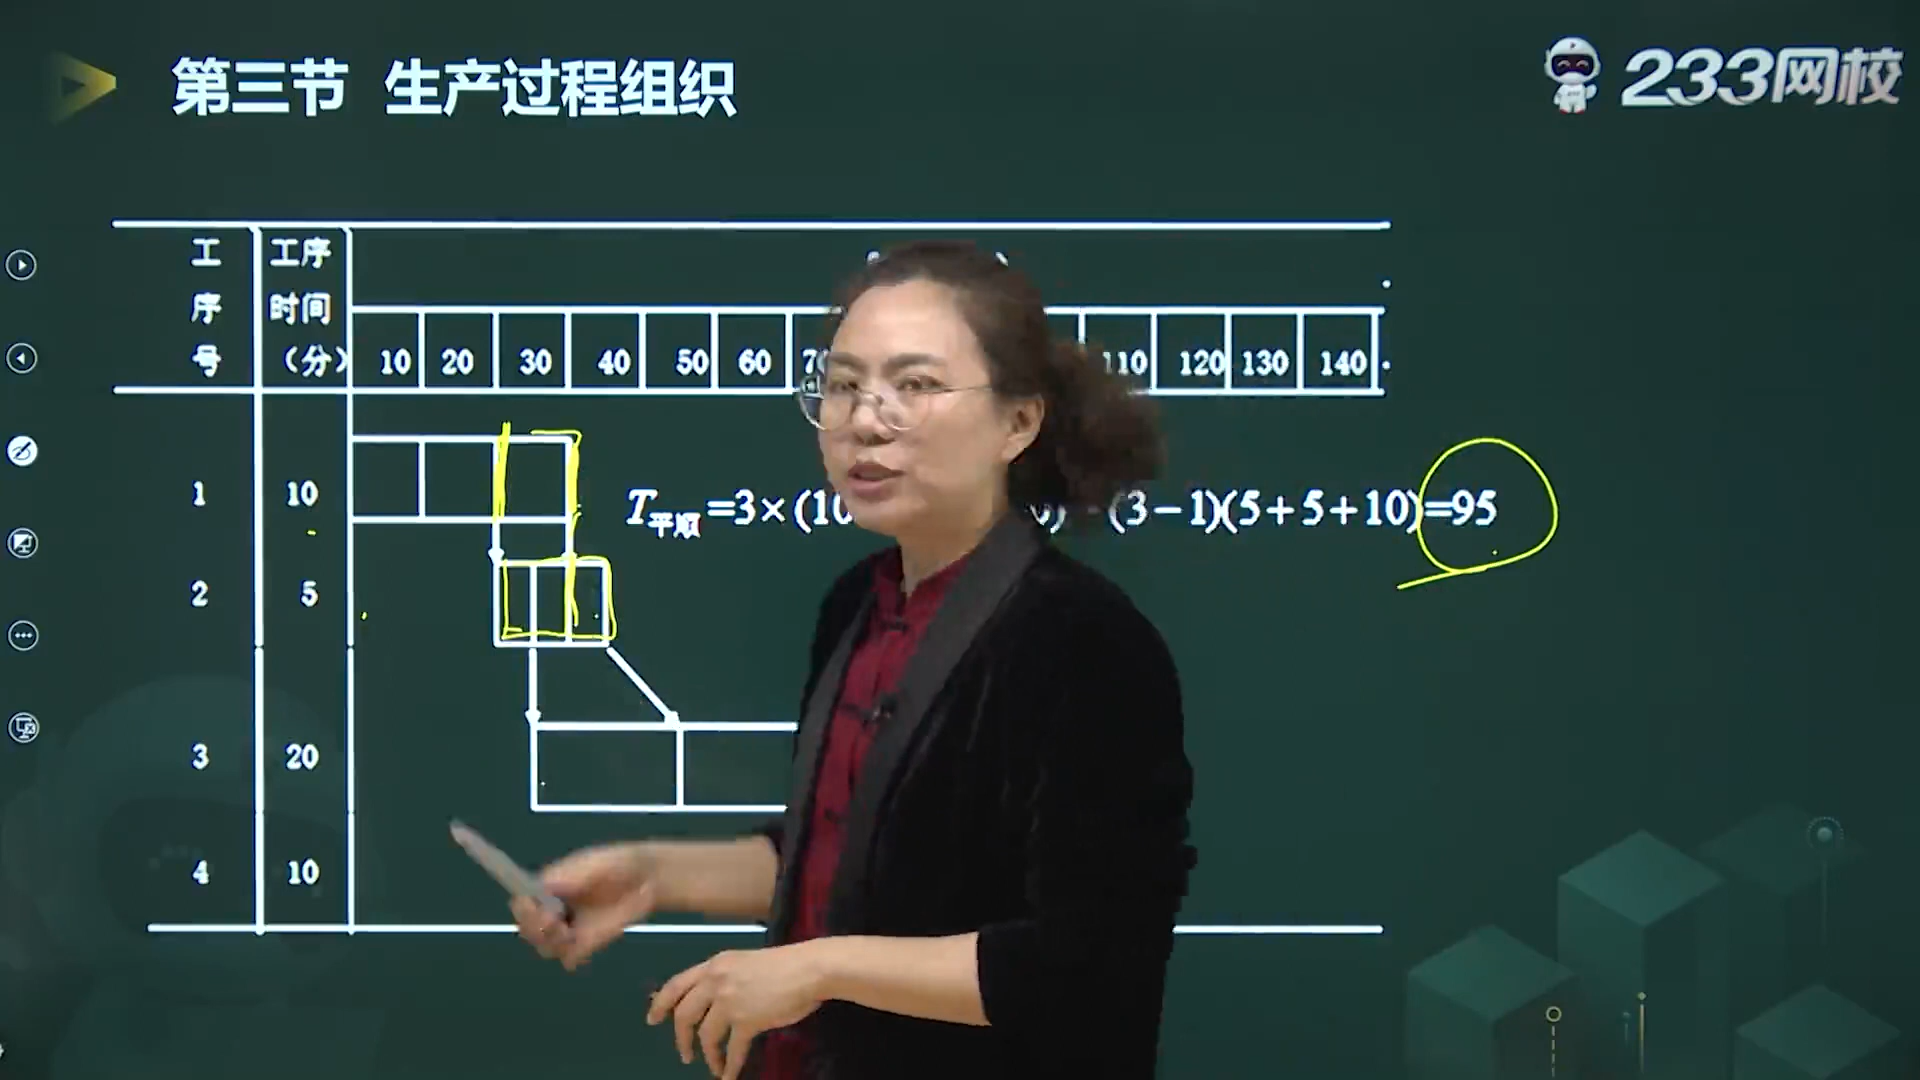 第三节 生产过程组织
233网校
工序号 工序时间(分)
10 20 30 40 50 60 110 120 130 140
1 10
T平顺=3×(10 (3-1)(5+5+10)=95
2 5
3 20
4 10